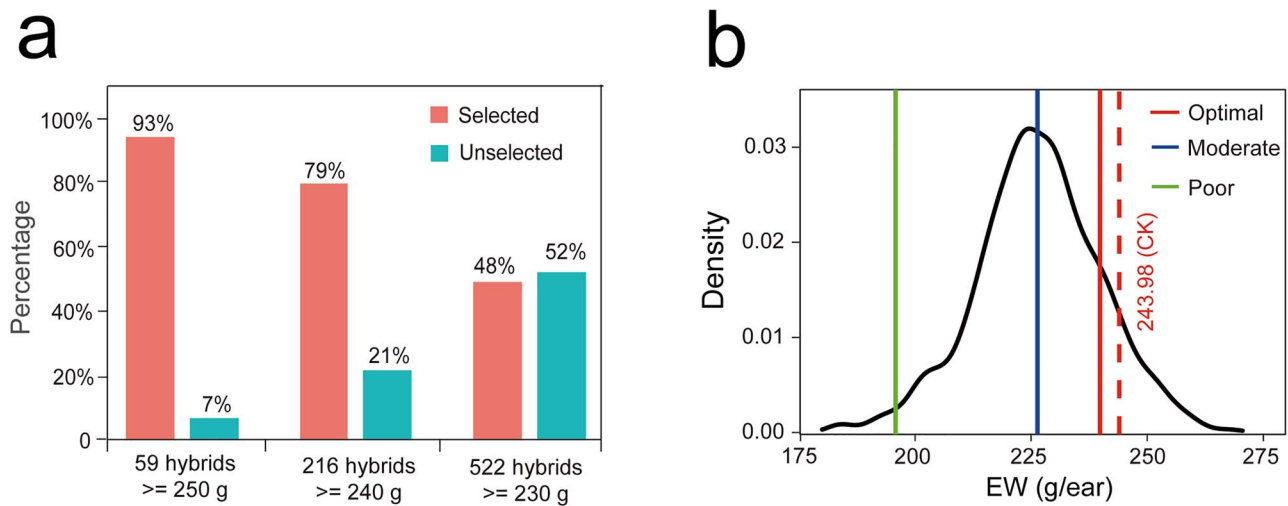 a
Percentage
100%
80%
60%
40%
20%
0
93%
7%
79%
21%
48%
52%
Selected
Unselected
59 hybrids
>= 250 g
216 hybrids
>= 240 g
522 hybrids
>= 230 g
b
Density
0.03
0.02
0.01
0.00
175
200
225
250
275
EW (g/ear)
Optimal
Moderate
Poor
243.98 (CK)